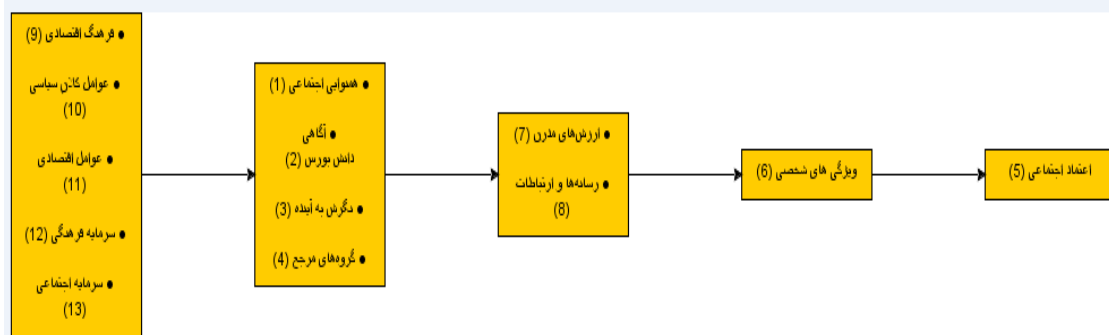 ● فرهنگ اقتصادی (9)
● عوامل کلان سیاسی
(10)
● عوامل اقتصادی
(11)
● سرمایه فرهنگی (12)
● سرمایه اجتماعی
(13)
● همنوایی اجتماعی (1)
● آگاهی
دانش بورس (2)
● نگرش به آینده (3)
● گروه‌های مرجع (4)
● ارزش‌های مدرن (7)
● رسانه‌ها و ارتباطات
(8)
ویژگی های شخصی (6)
اعتماد اجتماعی (5)